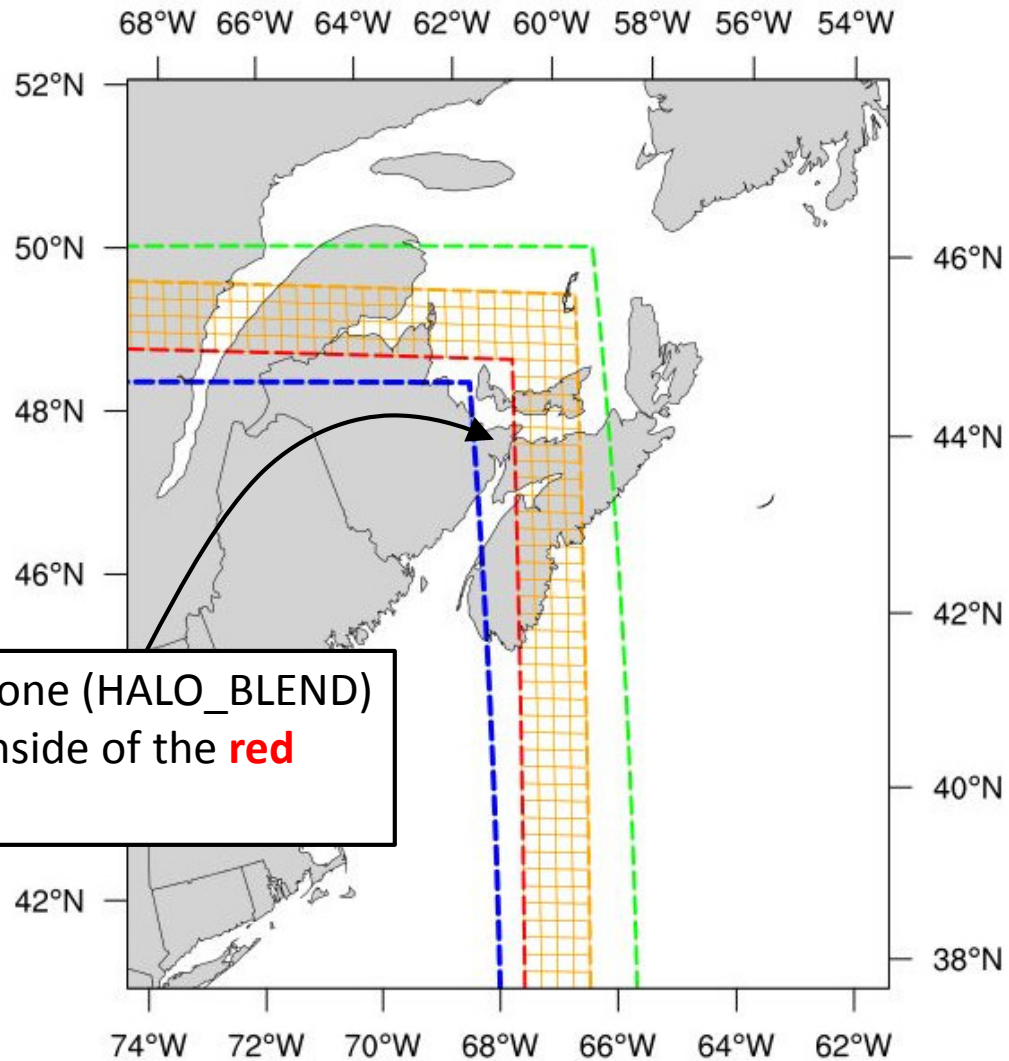 68°W 66°W 64°W 62°W 60°W 58°W 56°W 54°W
52°N
50°N
46°N
48°N
44°N
46°N
42°N
one (HALO_BLEND)
nside of the red
40°N
42°N
38°N
74°W 72°W 70°W 68°W 66°W 64°W 62°W